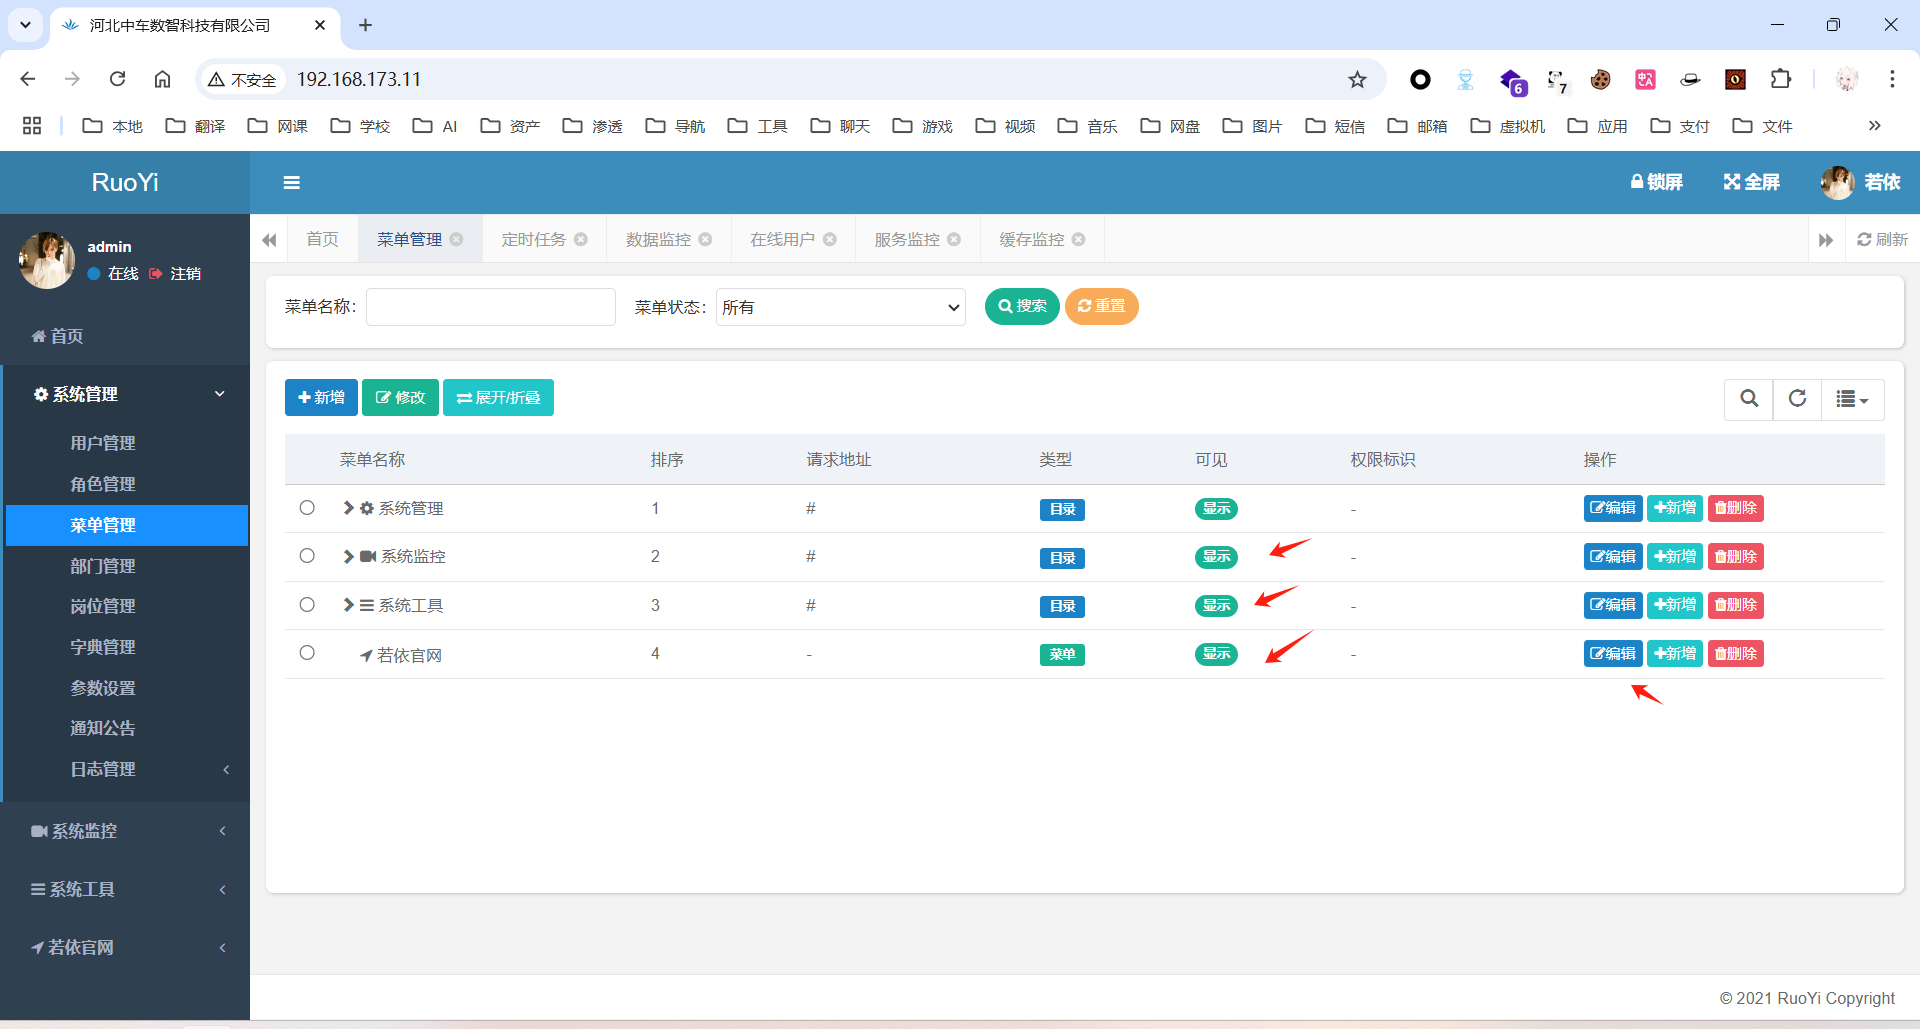 河北中车数智科技有限公司
不安全 192.168.173.11 6 7
本地 翻译 网课 学校 AI 资产 渗透 导航 工具 聊天 游戏 视频 音乐 网盘 图片 短信 邮箱 虚拟机 应用 支付 文件
RuoYi 锁屏 全屏 若依
admin
在线 注销
首页 菜单管理 定时任务 数据监控 在线用户 服务监控 缓存监控 刷新
菜单名称： 菜单状态： 所有 搜索 重置
首页
系统管理
用户管理
角色管理
菜单管理
部门管理
岗位管理
字典管理
参数设置
通知公告
日志管理
系统监控
系统工具
若依官网
新增 修改 展开/折叠
菜单名称 排序 请求地址 类型 可见 权限标识 操作
系统管理 1 # 目录 显示 - 编辑 新增 删除
系统监控 2 # 目录 显示 - 编辑 新增 删除
系统工具 3 # 目录 显示 - 编辑 新增 删除
若依官网 4 - 菜单 显示 - 编辑 新增 删除
© 2021 RuoYi Copyright